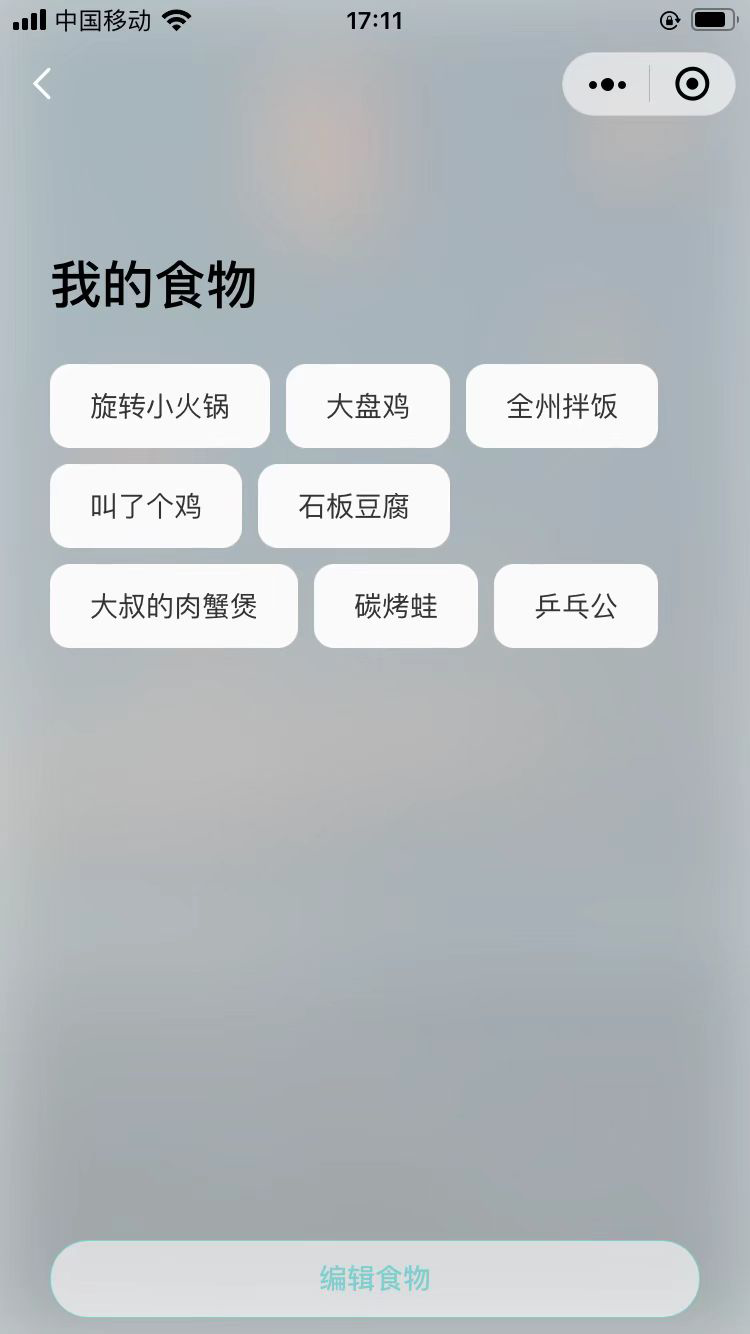 中国移动 17:11
我的食物
旋转小火锅 大盘鸡 全州拌饭
叫了个鸡 石板豆腐
大叔的肉蟹煲 碳烤蛙 乒乓公
编辑食物